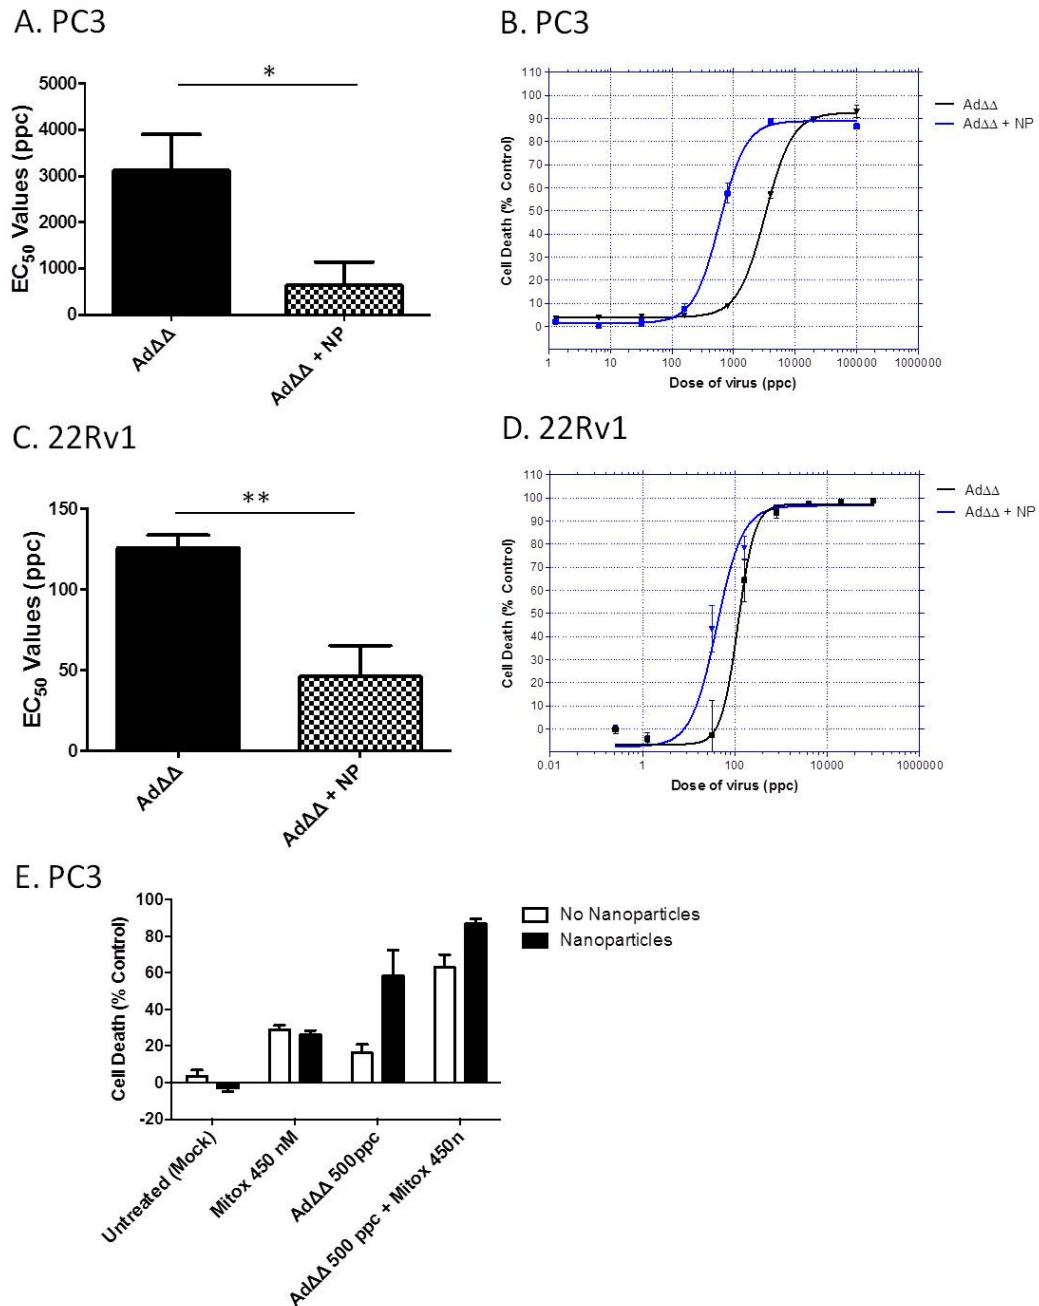 A. PC3
*
EC50 Values (ppc)
5000
4000
3000
2000
1000
0
AdΔΔ
AdΔΔ + NP
B. PC3
Cell Death (% Control)
110
100
90
80
70
60
50
40
30
20
10
0
1
10
100
1000
10000
100000
1000000
Dose of virus (ppc)
AdΔΔ
AdΔΔ + NP
C. 22Rv1
**
EC50 Values (ppc)
150
100
50
0
AdΔΔ
AdΔΔ + NP
D. 22Rv1
Cell Death (% Control)
110
100
90
80
70
60
50
40
30
20
10
0
0.01
1
100
10000
1000000
Dose of virus (ppc)
AdΔΔ
AdΔΔ + NP
E. PC3
Cell Death (% Control)
100
80
60
40
20
0
-20
Untreated (Mock)
Mitox 450 nM
AdΔΔ 500ppc
AdΔΔ 500 ppc + Mitox 450n
No Nanoparticles
Nanoparticles